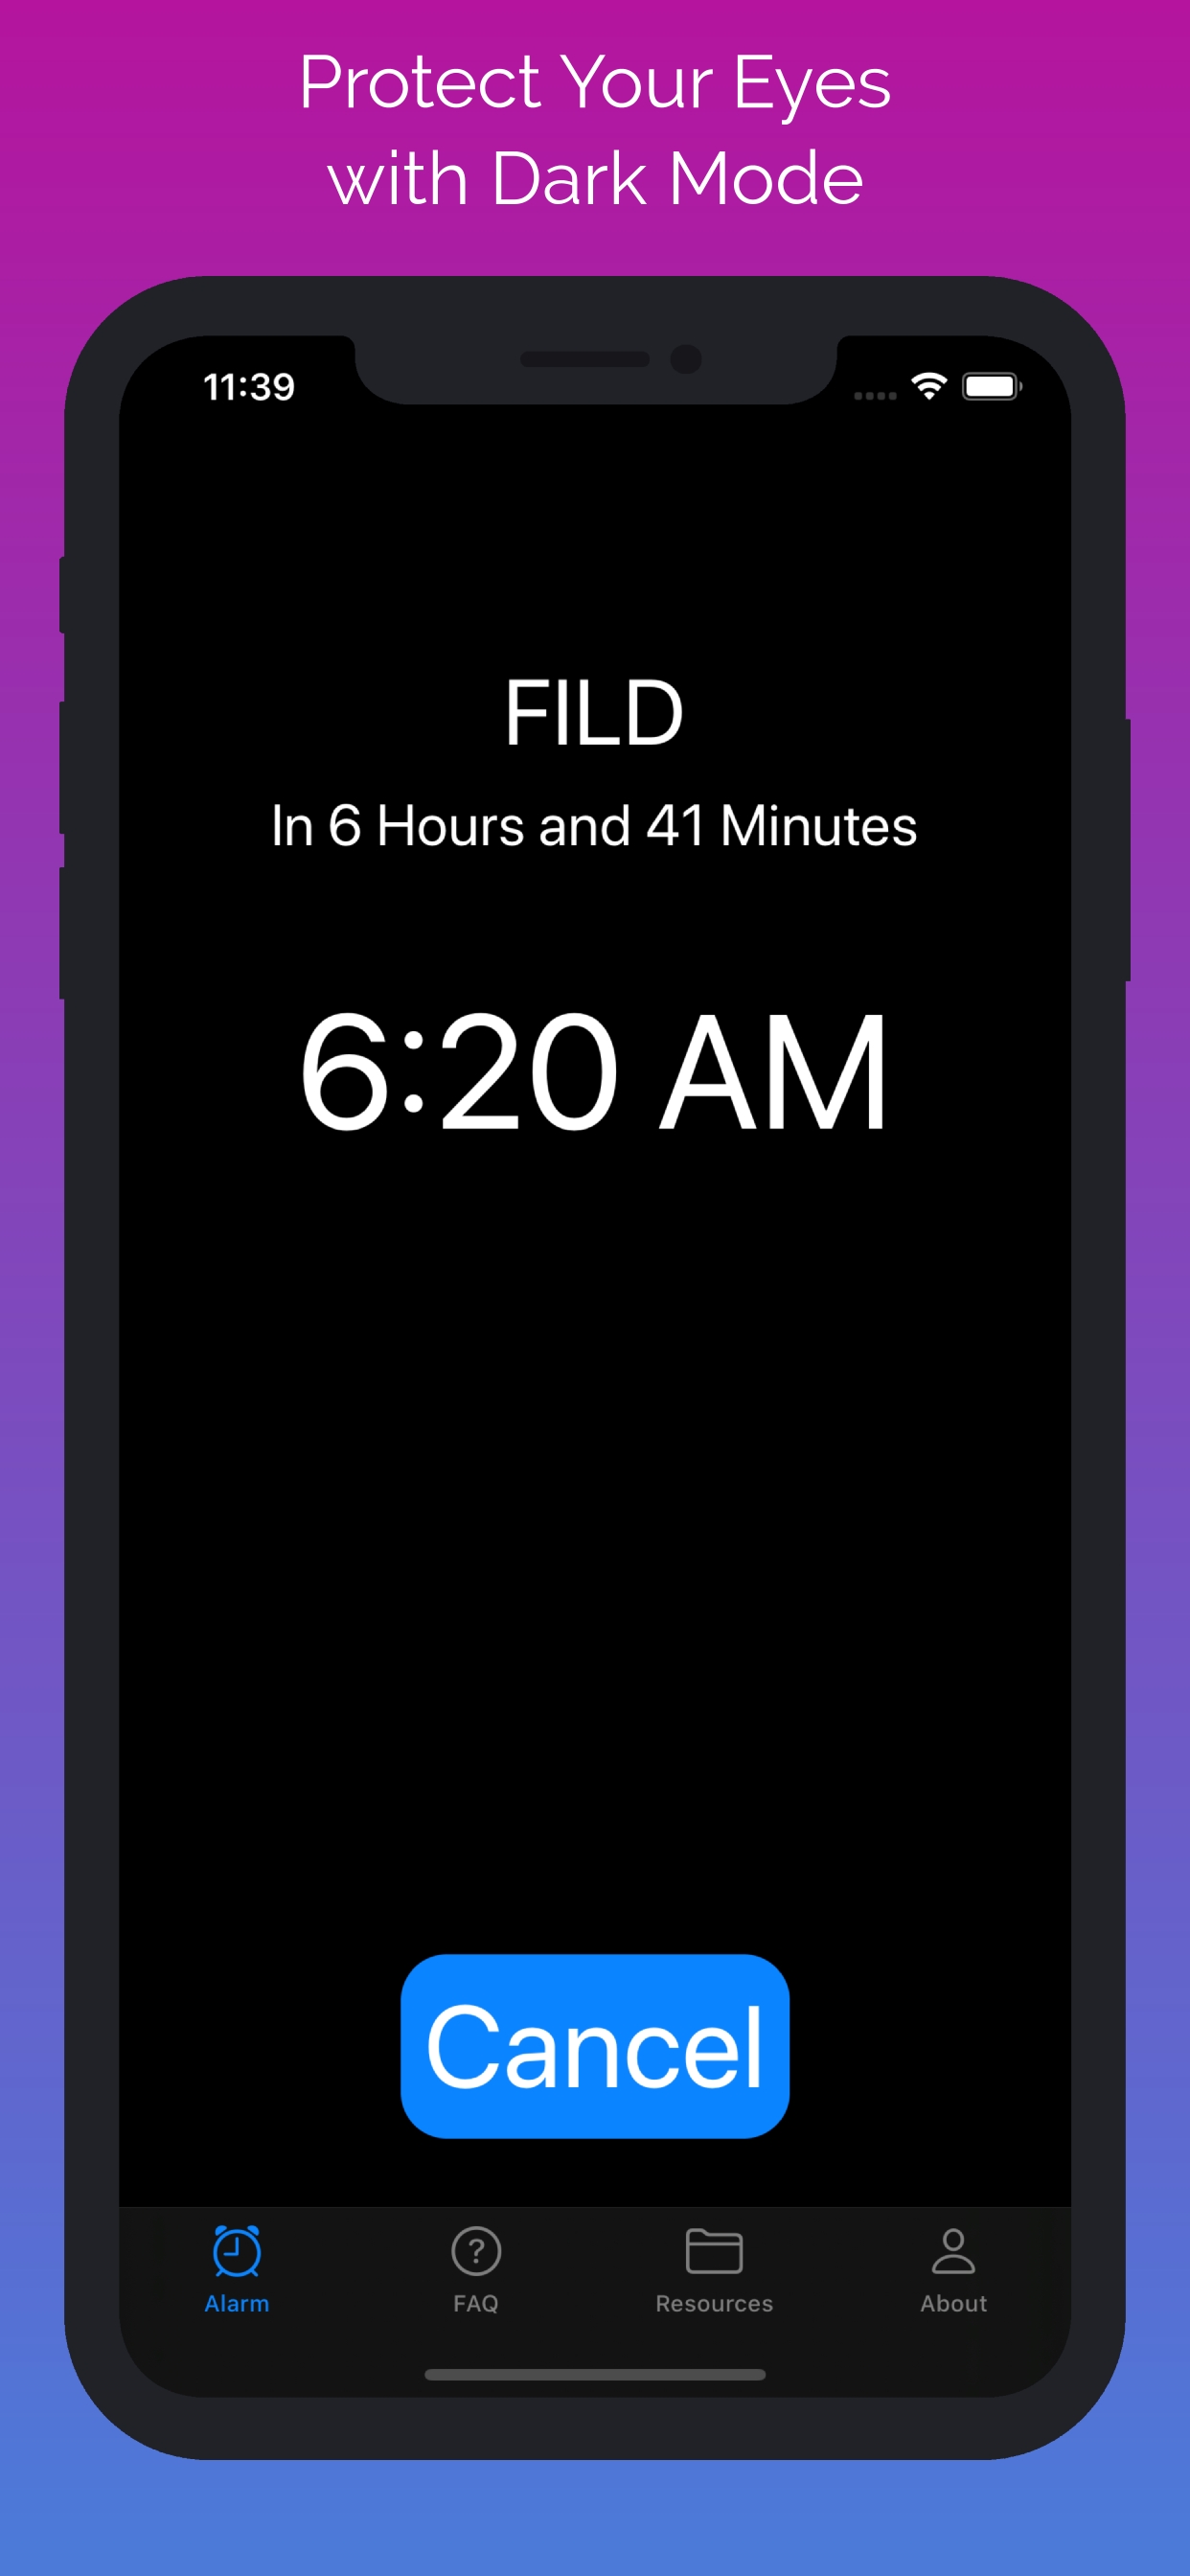 Protect Your Eyes
with Dark Mode
11:39
FILD
In 6 Hours and 41 Minutes
6:20 AM
Cancel
Alarm
FAQ
Resources
About